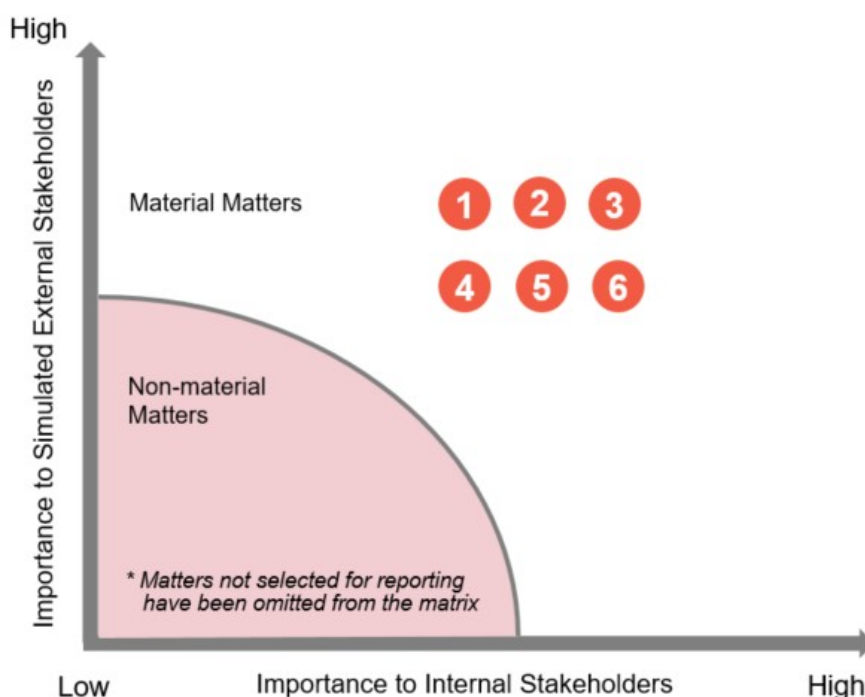 High
Importance to Simulated External Stakeholders
Material Matters
1 2 3
4 5 6
Non-material
Matters
* Matters not selected for reporting
have been omitted from the matrix
Low
Importance to Internal Stakeholders
High